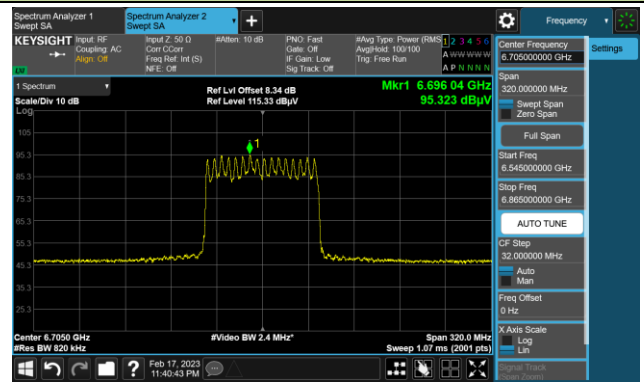 Spectrum Analyzer 1
Swept SA
Spectrum Analyzer 2
Swept SA
Frequency
KEYSIGHT
Input: RF
Coupling: AC
Align: Off
Input Z: 50 Ω
Corr CCorr
Freq Ref: Int (S)
NFE: Off
#Atten: 10 dB
PNO: Fast
Gate: Off
IF Gain: Low
Sig Track: Off
#Avg Type: Power (RMS)
Avg|Hold: 100/100
Trig: Free Run
1 2 3 4 5 6
A W W W W W
A P N N N N
1 Spectrum
Scale/Div 10 dB
Log
Ref Lvl Offset 8.34 dB
Ref Level 115.33 dBµV
Mkr1 6.696 04 GHz
95.323 dBµV
1
105
95.3
85.3
75.3
65.3
55.3
45.3
35.3
25.3
Center 6.7050 GHz
#Res BW 820 kHz
#Video BW 2.4 MHz*
Span 320.0 MHz
Sweep 1.07 ms (2001 pts)
Center Frequency
6.705000000 GHz
Settings
Span
320.000000 MHz
Swept Span
Zero Span
Full Span
Start Freq
6.545000000 GHz
Stop Freq
6.865000000 GHz
AUTO TUNE
CF Step
32.000000 MHz
Auto
Man
Freq Offset
0 Hz
X Axis Scale
Log
Lin
Signal Track
(Span Zoom)
Feb 17, 2023
11:40:43 PM